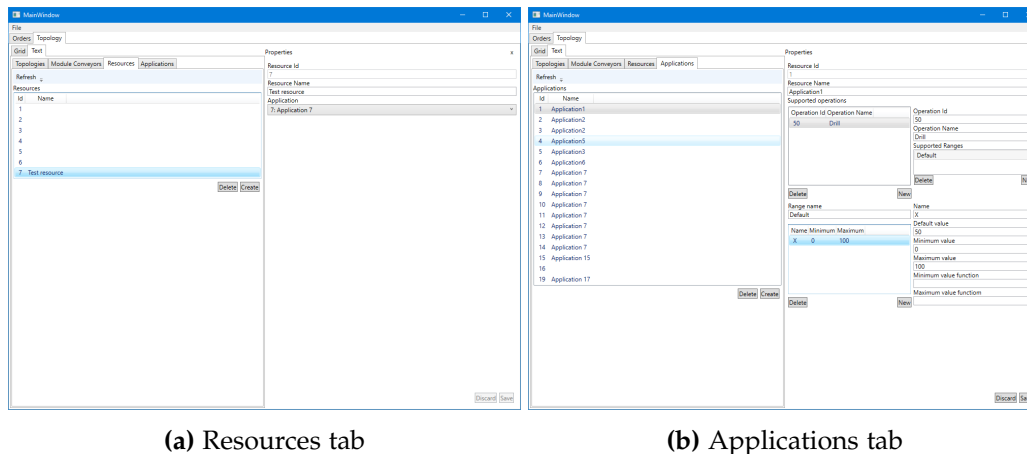 MainWindow
File
Orders Topology
Grid Text
Topologies Module Conveyors Resources Applications
Refresh
Resources
Id Name
1
2
3
4
5
6
7 Test resource
Delete Create
Properties
Resource Id
7
Resource Name
Test resource
Application
7: Application 7
Discard Save
(a) Resources tab
MainWindow
File
Orders Topology
Grid Text
Topologies Module Conveyors Resources Applications
Refresh
Applications
Id Name
1 Application1
2 Application2
3 Application2
4 Application5
5 Application3
6 Application6
7 Application 7
8 Application 7
9 Application 7
10 Application 7
11 Application 7
12 Application 7
13 Application 7
14 Application 7
15 Application 15
16
19 Application 17
Delete Create
Properties
Resource Id
1
Resource Name
Application1
Supported operations
Operation Id Operation Name
50 Drill
Delete New
Operation Id
50
Operation Name
Drill
Supported Ranges
Default
Delete N
Range name
Default
Name Minimum Maximum
X 0 100
Delete New
Name
X
Default value
50
Minimum value
0
Maximum value
100
Minimum value function
Maximum value functiom
Discard Sa
(b) Applications tab